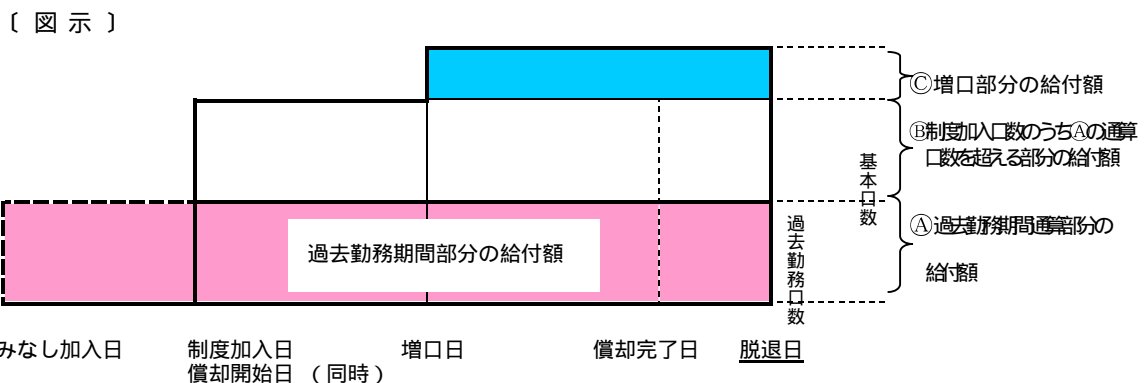 〔 図 示 〕
Ⓒ増口部分の給付額
Ⓑ制度加入口数のうちⒶの通算
口数を超える部分の給付額
基本口数
Ⓐ過去勤務期間通算部分の
給付額
過去勤務期間部分の給付額
過去勤務口数
みなし加入日
制度加入日
増口日
償却完了日
脱退日
償却開始日 (同時)